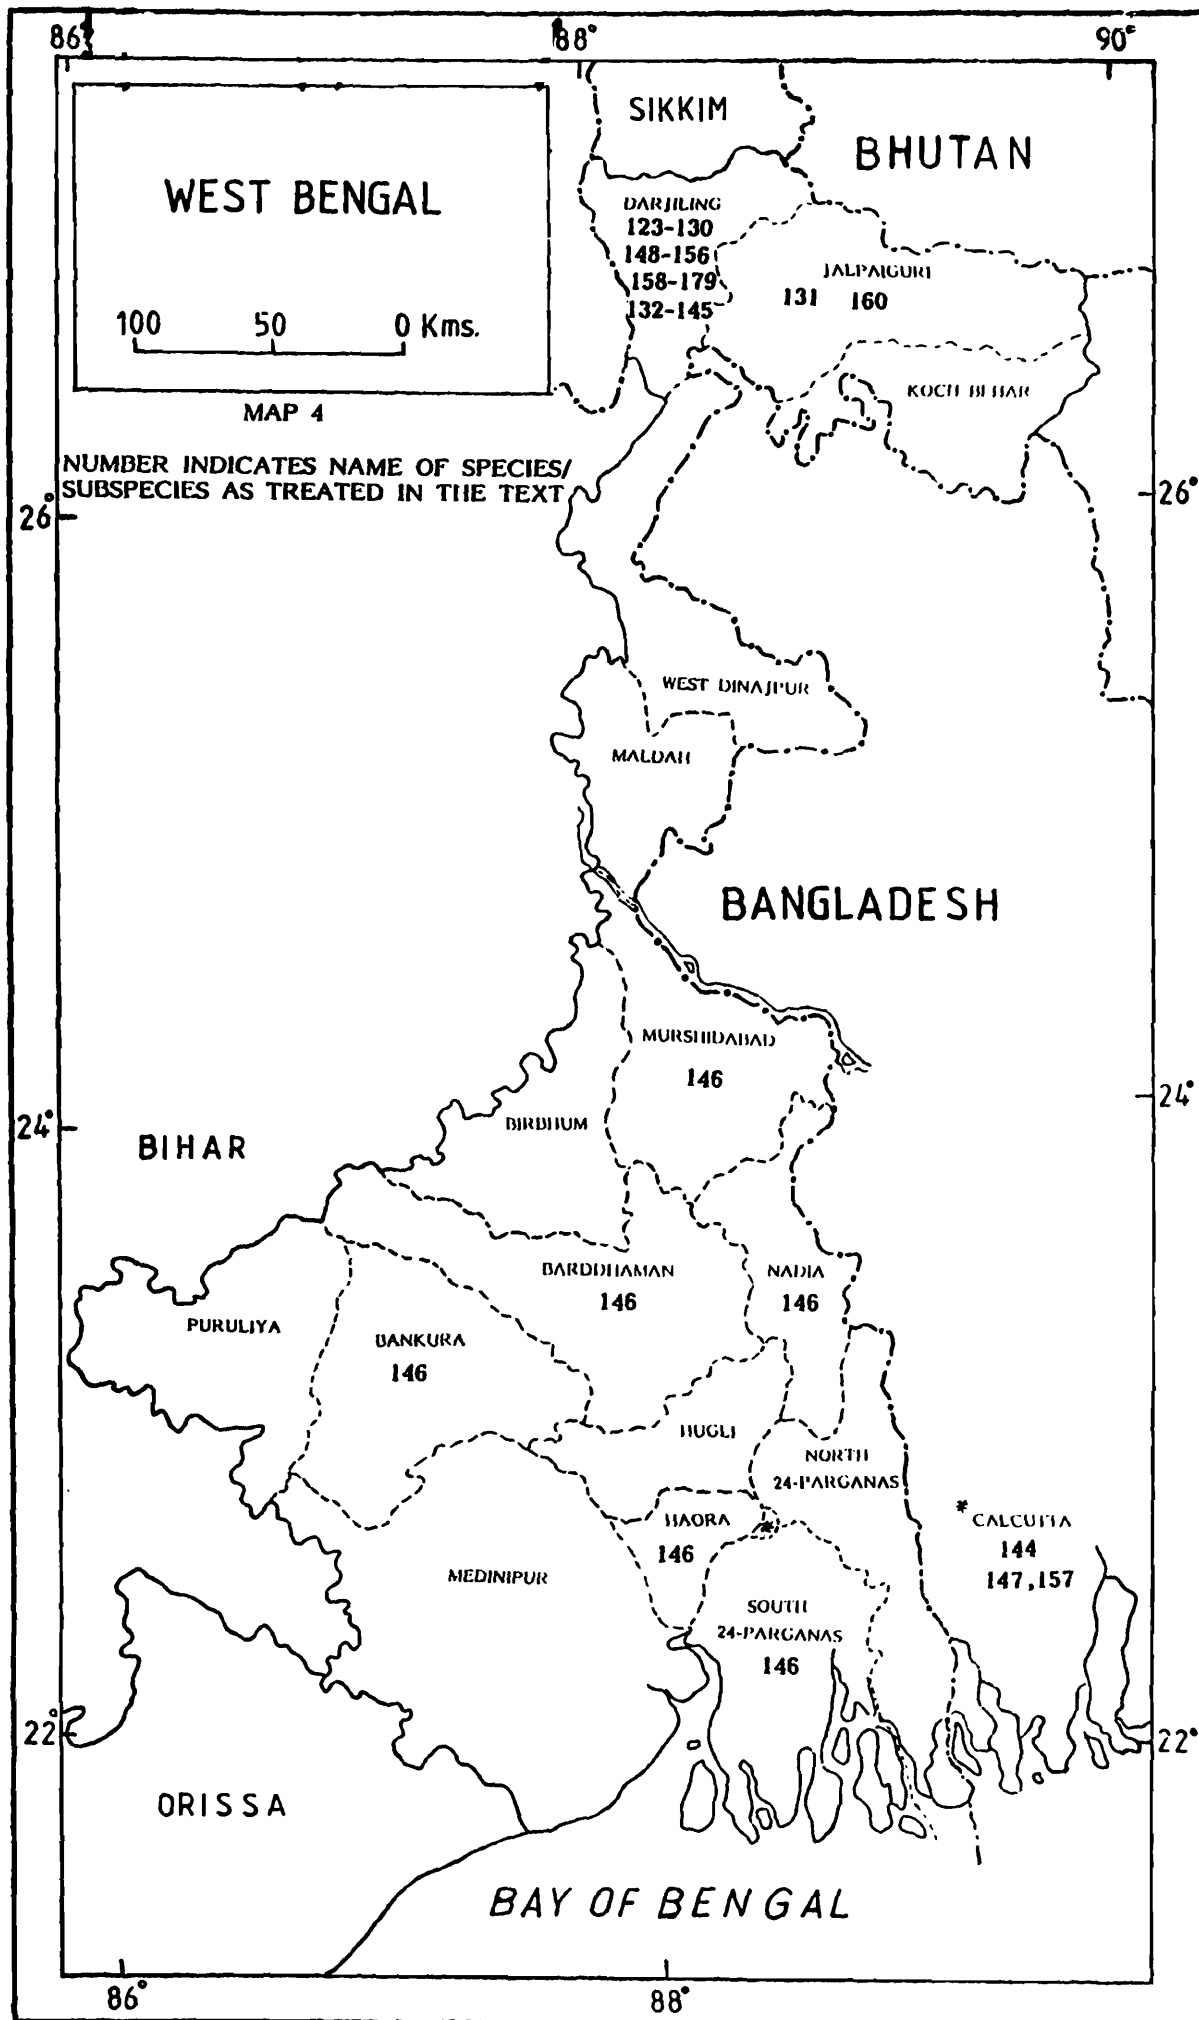 86° 88° 90°
SIKKIM
BHUTAN
WEST BENGAL
DARJILING
123-130
148-156
158-179
132-145
JALPAIGURI
131 160
100 50 0 Kms.
KOCH BIHAR
MAP 4
NUMBER INDICATES NAME OF SPECIES/
SUBSPECIES AS TREATED IN THE TEXT
26° 26°
WEST DINAJPUR
MALDAH
BANGLADESH
MURSHIDABAD
146
24° 24°
BIRBHUM
BIHAR
BARDDHAMAN
146
NADIA
146
PURULIYA
BANKURA
146
HUGLI
NORTH
24-PARGANAS
HAORA
146
*
* CALCUTTA
144
147,157
MEDINIPUR
SOUTH
24-PARGANAS
146
22° 22°
ORISSA
BAY OF BENGAL
86° 88°